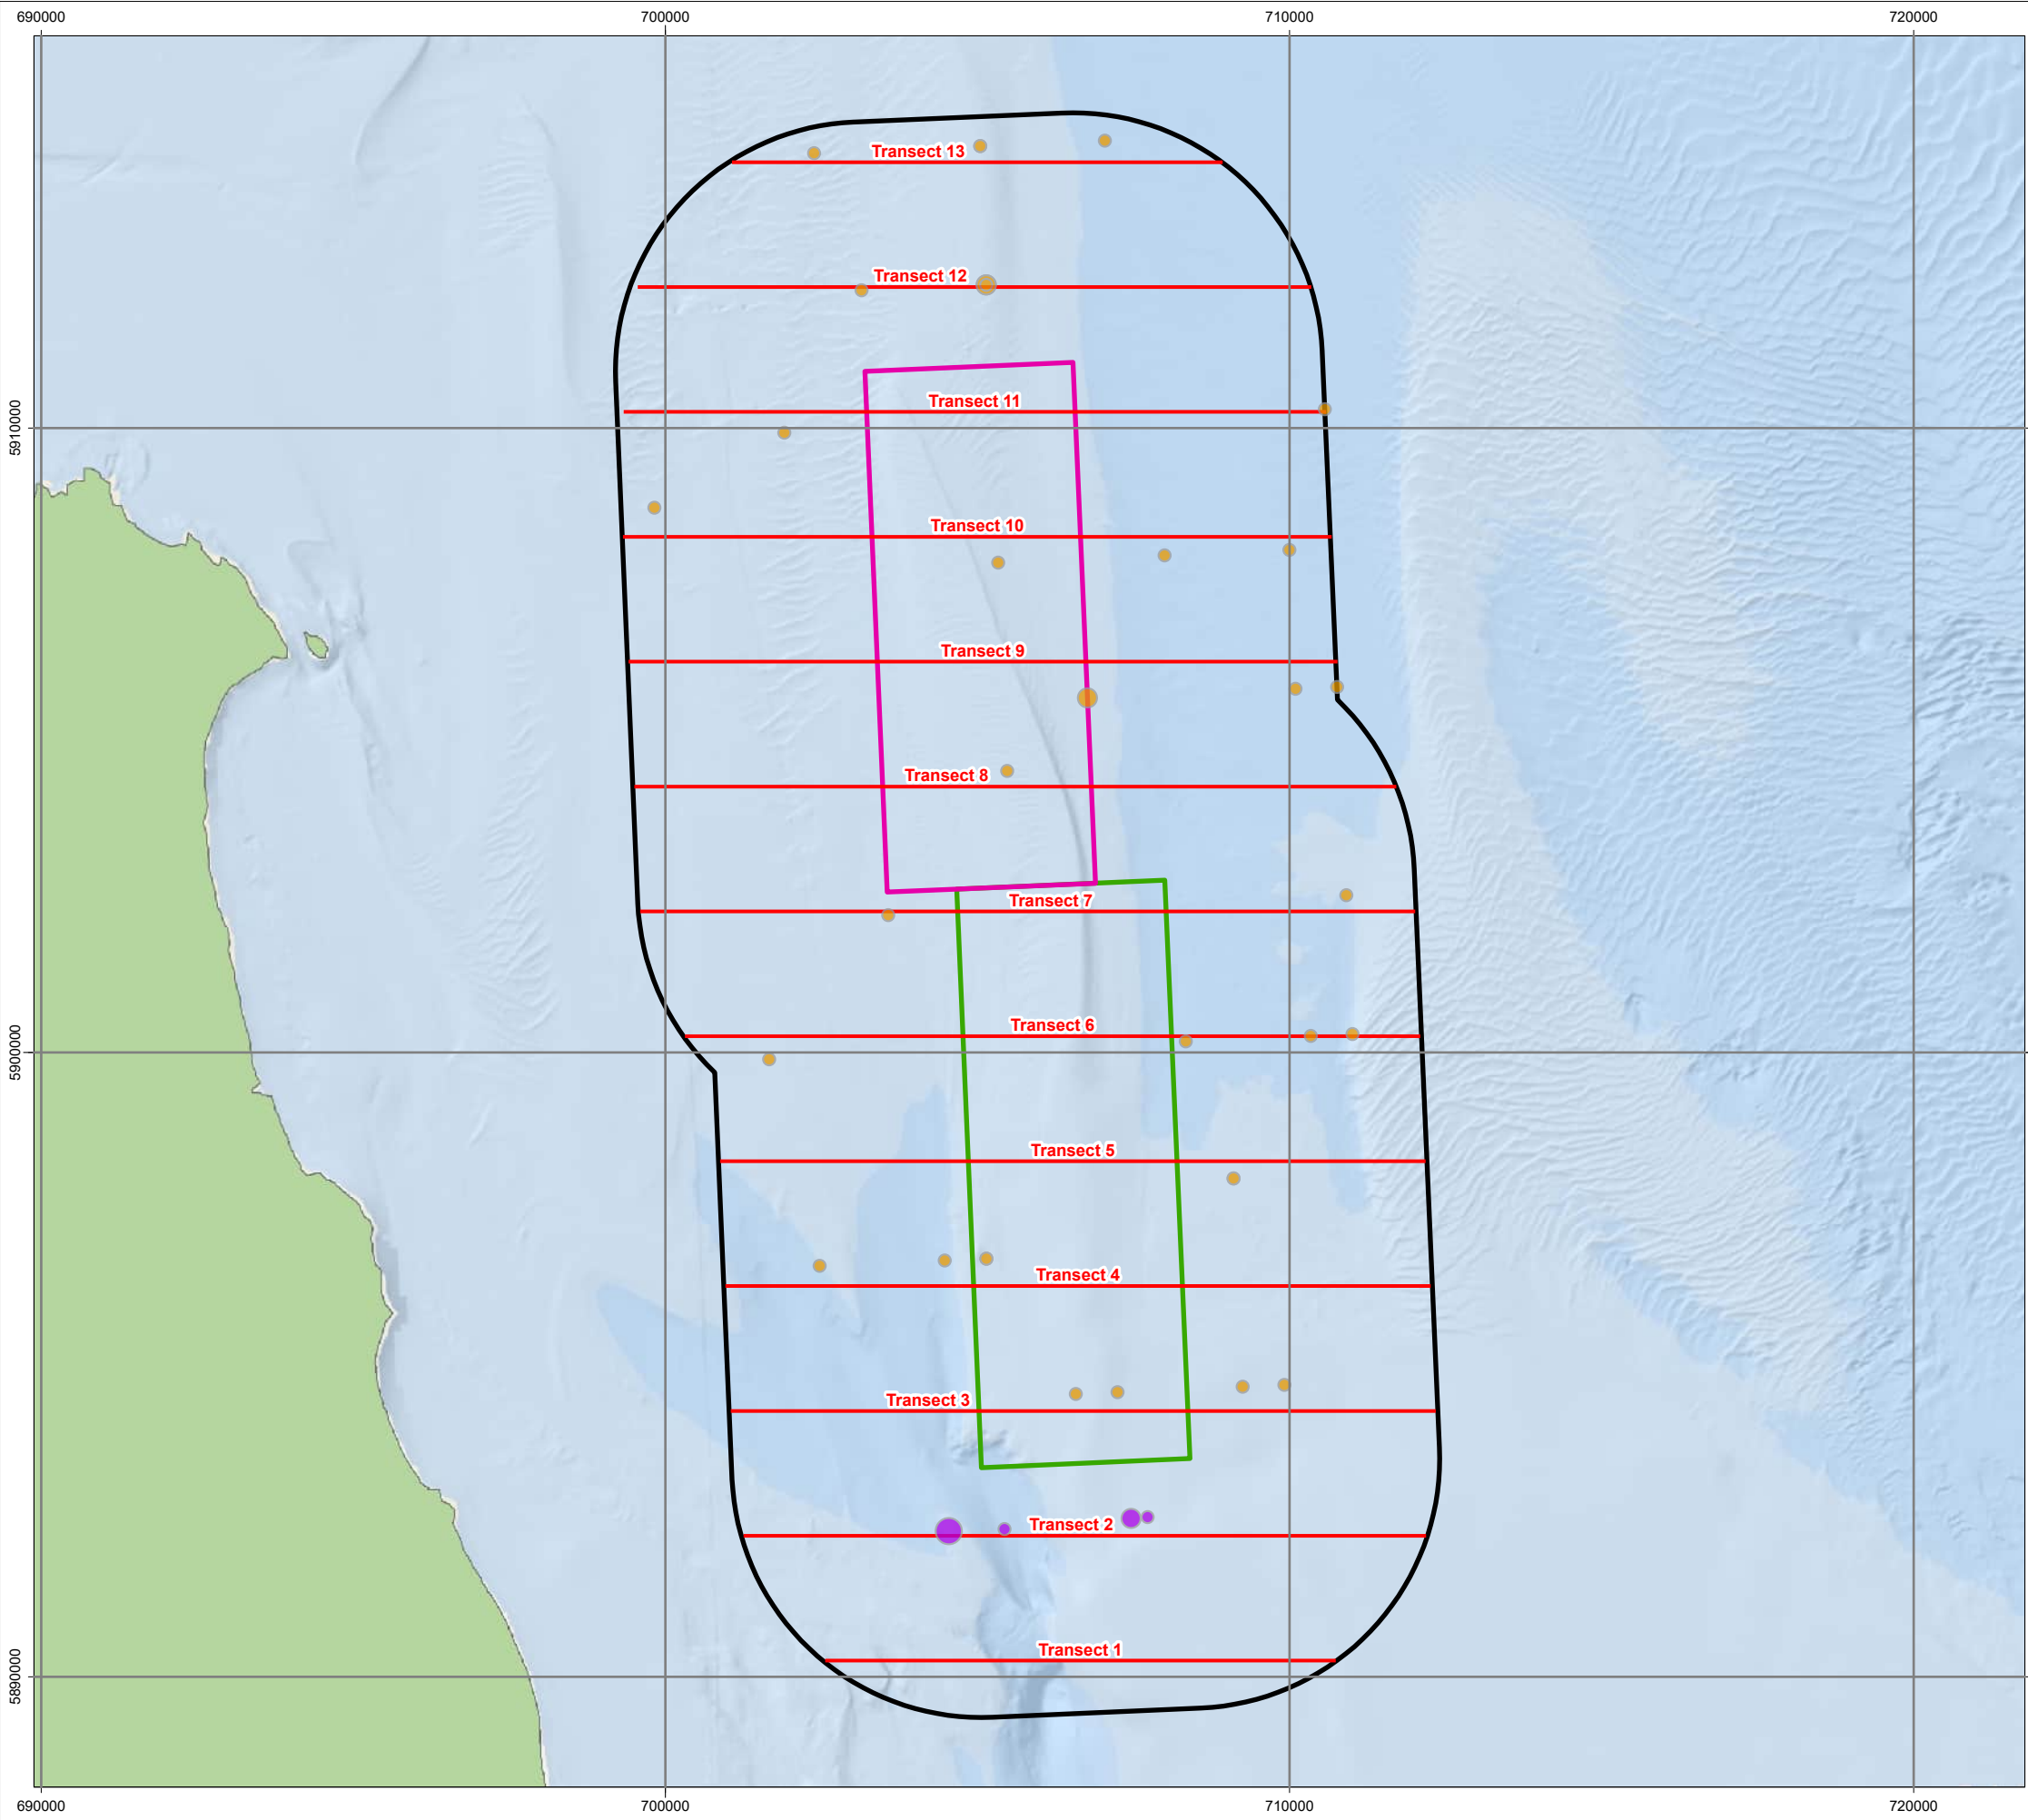 690000
700000
710000
720000
Transect 13
Transect 12
Transect 11
5910000
Transect 10
Transect 9
Transect 8
Transect 7
Transect 6
5900000
Transect 5
Transect 4
Transect 3
Transect 2
Transect 1
5890000
690000
700000
710000
720000